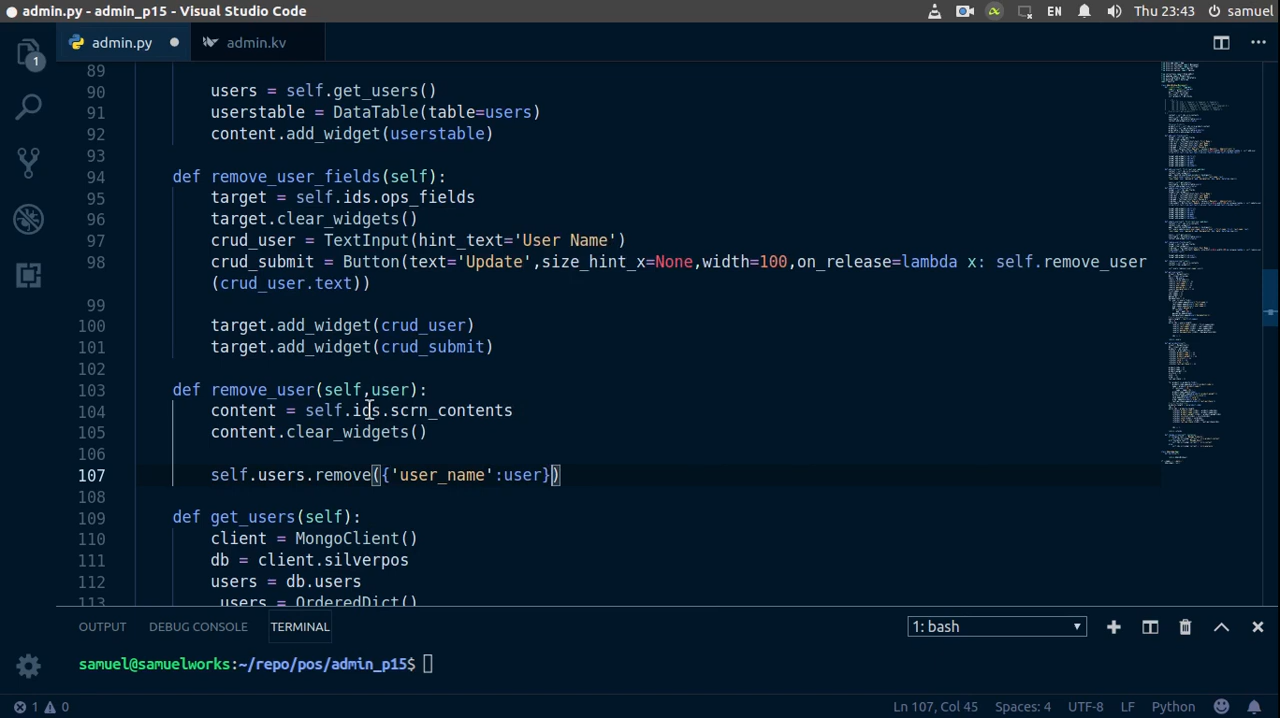 admin.py - admin_p15 - Visual Studio Code
EN
Thu 23:43
samuel
1
admin.py
admin.kv
89
90 users = self.get_users()
91 userstable = DataTable(table=users)
92 content.add_widget(userstable)
93
94 def remove_user_fields(self):
95 target = self.ids.ops_fields
96 target.clear_widgets()
97 crud_user = TextInput(hint_text='User Name')
98 crud_submit = Button(text='Update',size_hint_x=None,width=100,on_release=lambda x: self.remove_user
(crud_user.text))
99
100 target.add_widget(crud_user)
101 target.add_widget(crud_submit)
102
103 def remove_user(self,user):
104 content = self.ids.scrn_contents
105 content.clear_widgets()
106
107 self.users.remove({'user_name':user})
108
109 def get_users(self):
110 client = MongoClient()
111 db = client.silverpos
112 users = db.users
113 _users = OrderedDict()
OUTPUT
DEBUG CONSOLE
TERMINAL
1: bash
samuel@samuelworks:~/repo/pos/admin_p15$
1 0
Ln 107, Col 45
Spaces: 4
UTF-8
LF
Python